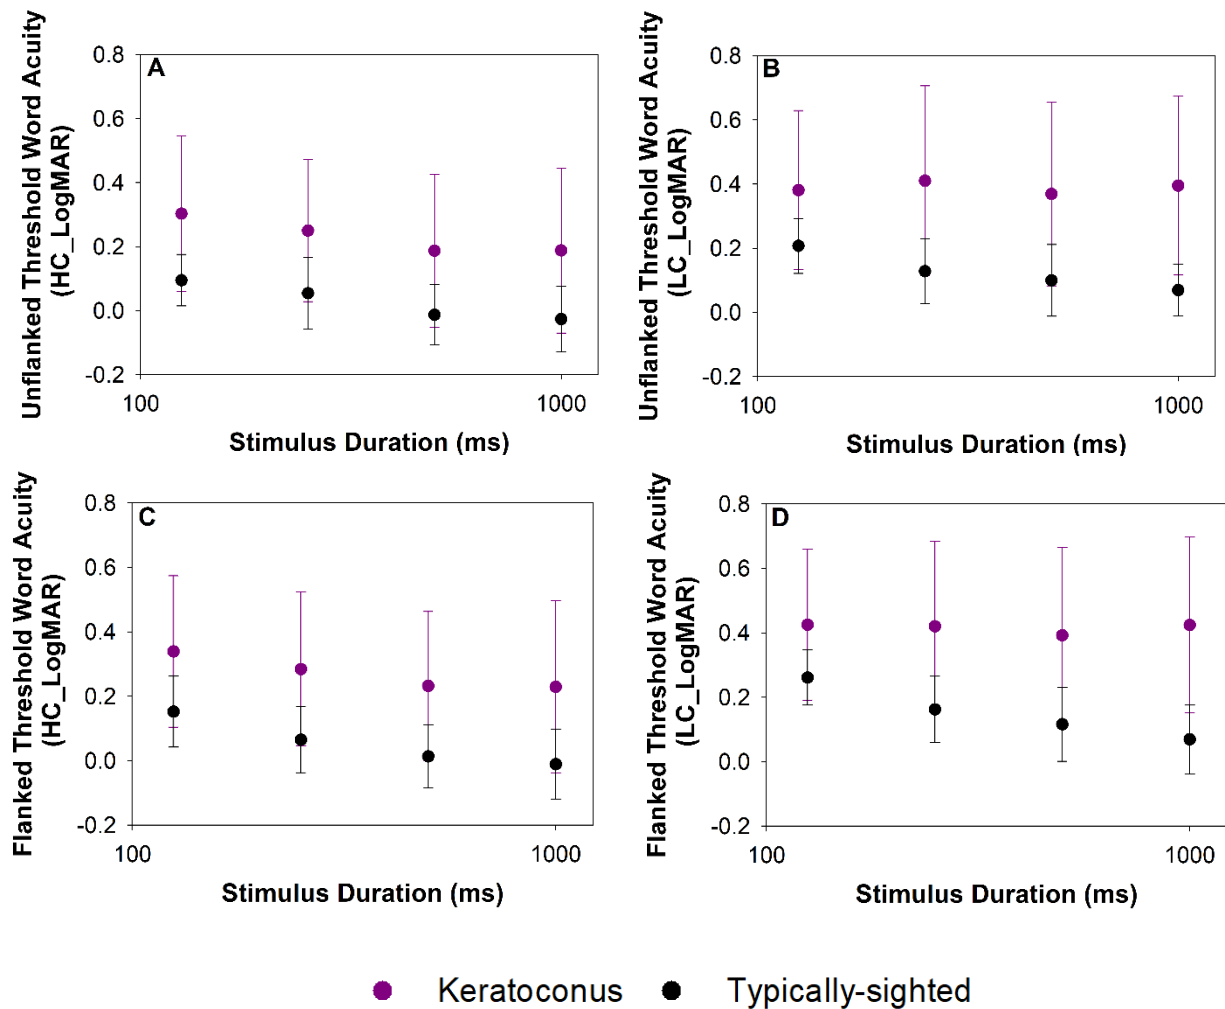 A
Unflanked Threshold Word Acuity
(HC_LogMAR)
0.8
0.6
0.4
0.2
0.0
-0.2
100
1000
Stimulus Duration (ms)
B
Unflanked Threshold Word Acuity
(LC_LogMAR)
0.8
0.6
0.4
0.2
0.0
-0.2
100
1000
Stimulus Duration (ms)
C
Flanked Threshold Word Acuity
(HC_LogMAR)
0.8
0.6
0.4
0.2
0.0
-0.2
100
1000
Stimulus Duration (ms)
D
Flanked Threshold Word Acuity
(LC_LogMAR)
0.8
0.6
0.4
0.2
0.0
-0.2
100
1000
Stimulus Duration (ms)
Keratoconus
Typically-sighted